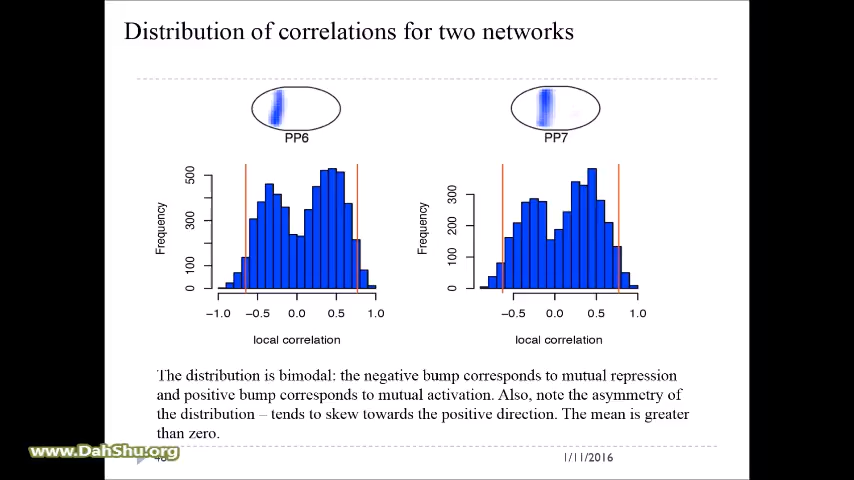 Distribution of correlations for two networks
PP6
PP7
Frequency
500
300
100
0
−1.0 −0.5 0.0 0.5 1.0
local correlation
Frequency
300
200
100
0
−0.5 0.0 0.5 1.0
local correlation
The distribution is bimodal: the negative bump corresponds to mutual repression
and positive bump corresponds to mutual activation. Also, note the asymmetry of
the distribution – tends to skew towards the positive direction. The mean is greater
than zero.
www.DahShu.org
1/11/2016